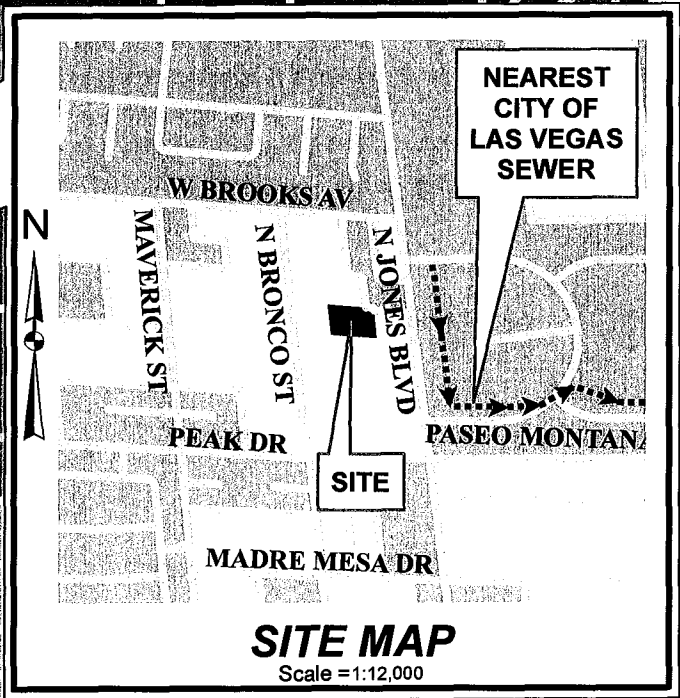 NEAREST
CITY OF
LAS VEGAS
SEWER
W BROOKS AV
N
MAVERICK ST
N BRONCO ST
N JONES BLVD
PEAK DR
PASEO MONTANA
SITE
MADRE MESA DR
SITE MAP
Scale =1:12,000